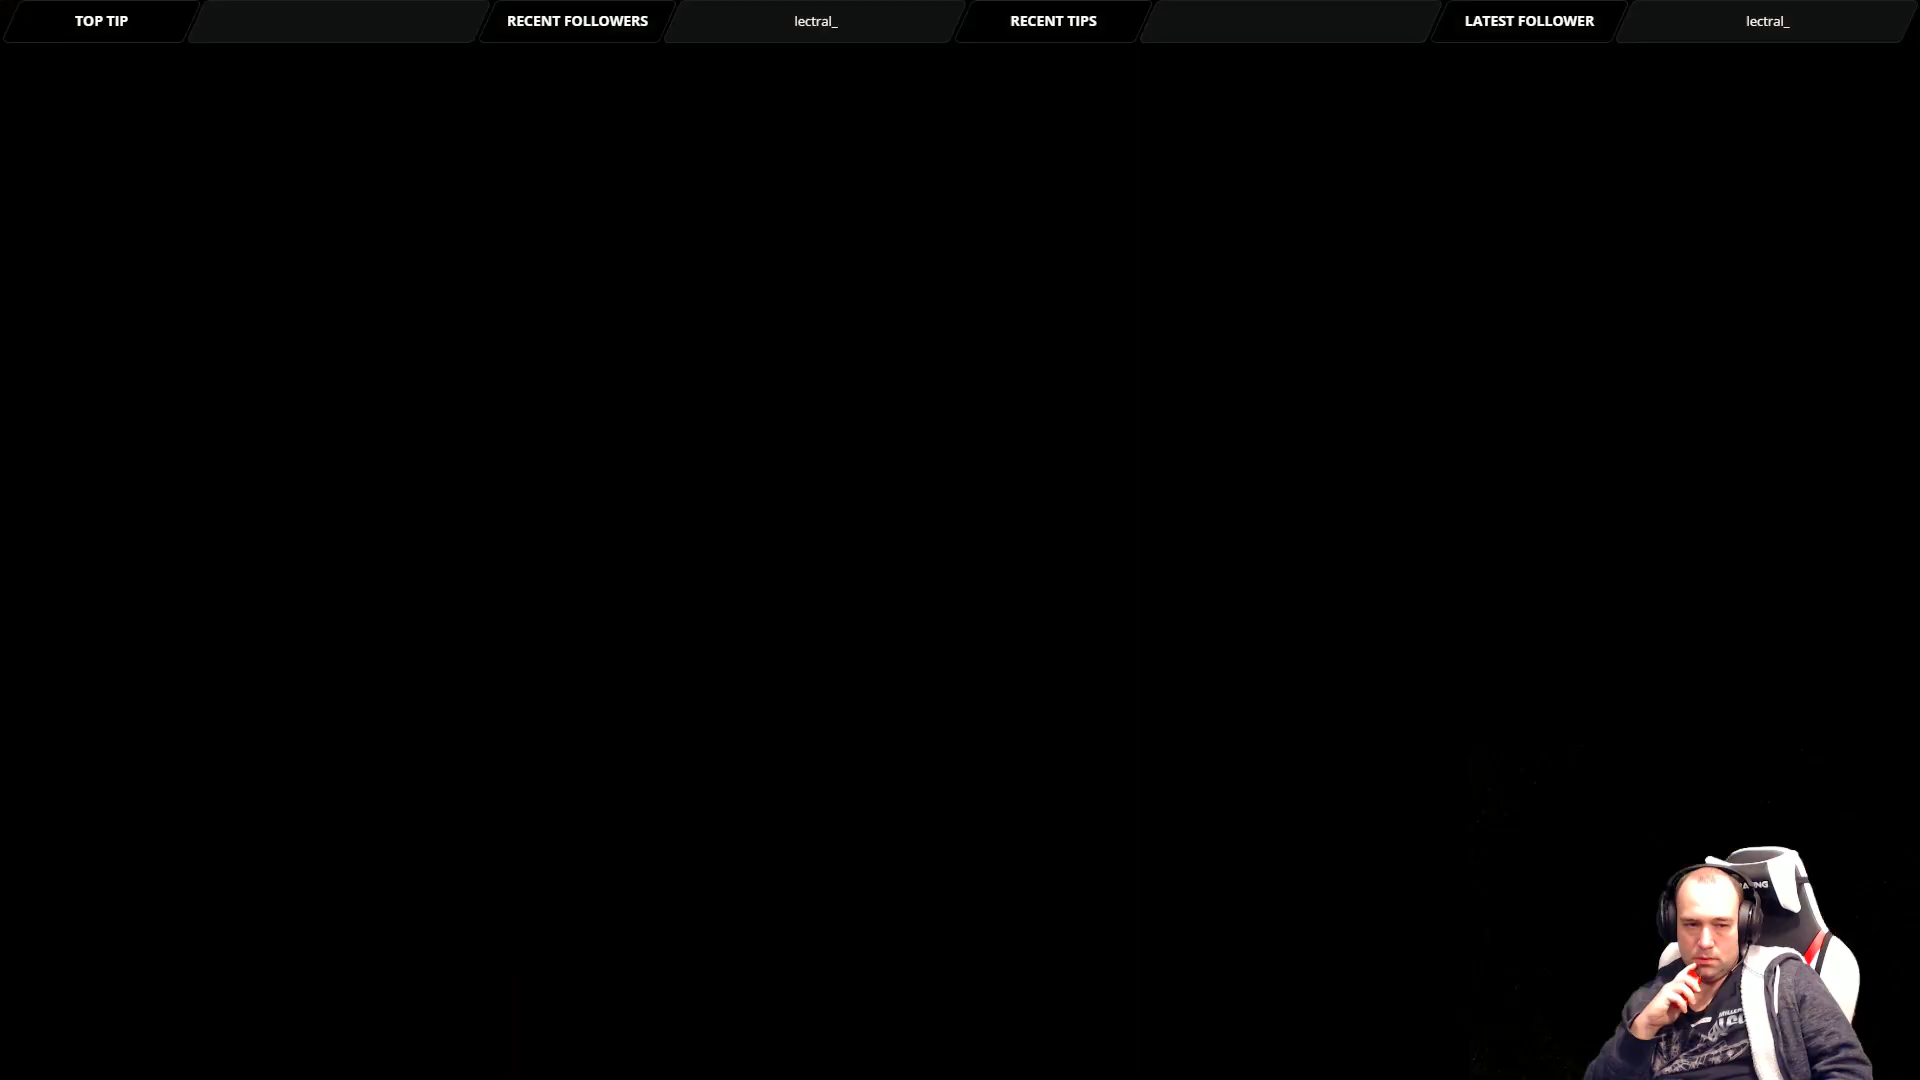 TOP TIP
RECENT FOLLOWERS
lectral_
RECENT TIPS
LATEST FOLLOWER
lectral_